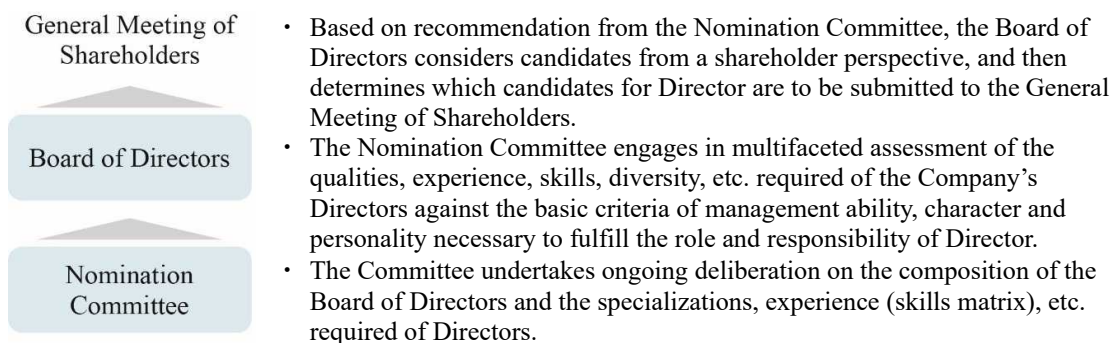 General Meeting of
Shareholders
Board of Directors
Nomination
Committee
・ Based on recommendation from the Nomination Committee, the Board of
Directors considers candidates from a shareholder perspective, and then
determines which candidates for Director are to be submitted to the General
Meeting of Shareholders.
・ The Nomination Committee engages in multifaceted assessment of the
qualities, experience, skills, diversity, etc. required of the Company’s
Directors against the basic criteria of management ability, character and
personality necessary to fulfill the role and responsibility of Director.
・ The Committee undertakes ongoing deliberation on the composition of the
Board of Directors and the specializations, experience (skills matrix), etc.
required of Directors.